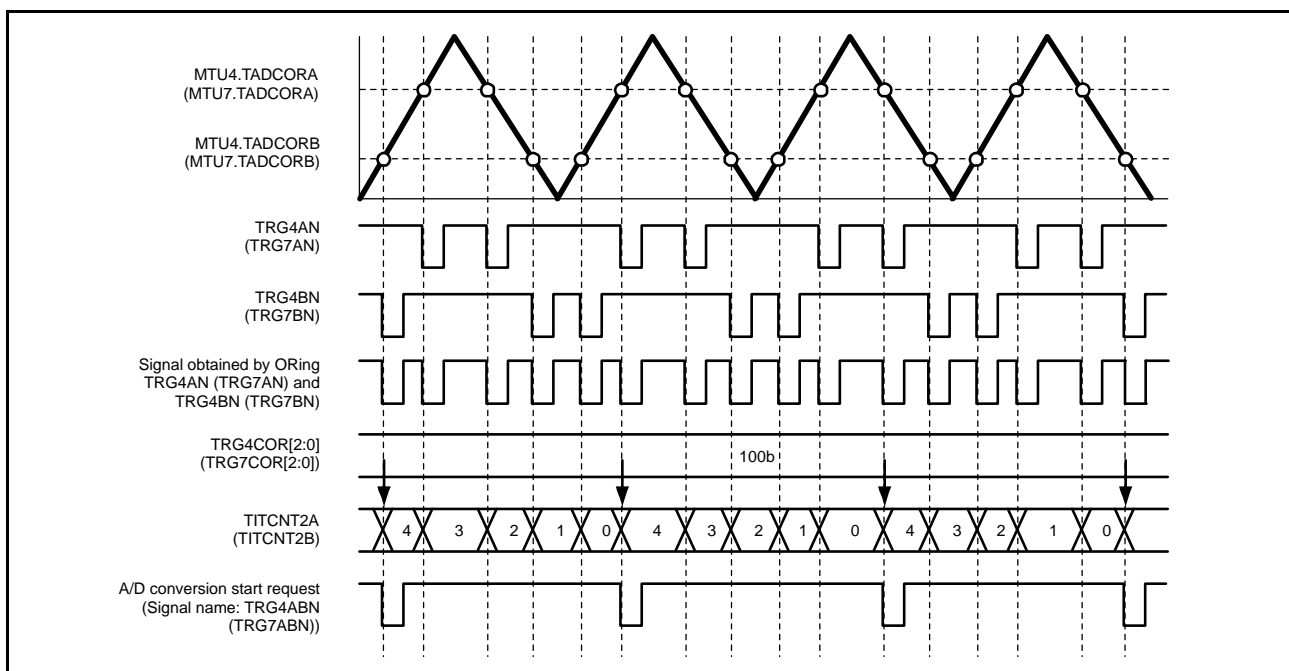 MTU4.TADCORA
(MTU7.TADCORA)
MTU4.TADCORB
(MTU7.TADCORB)
TRG4AN
(TRG7AN)
TRG4BN
(TRG7BN)
Signal obtained by ORing
TRG4AN (TRG7AN) and
TRG4BN (TRG7BN)
TRG4COR[2:0]
(TRG7COR[2:0])
100b
TITCNT2A
(TITCNT2B)
4 3 2 1 0 4 3 2 1 0 4 3 2 1 0
A/D conversion start request
(Signal name: TRG4ABN
(TRG7ABN))